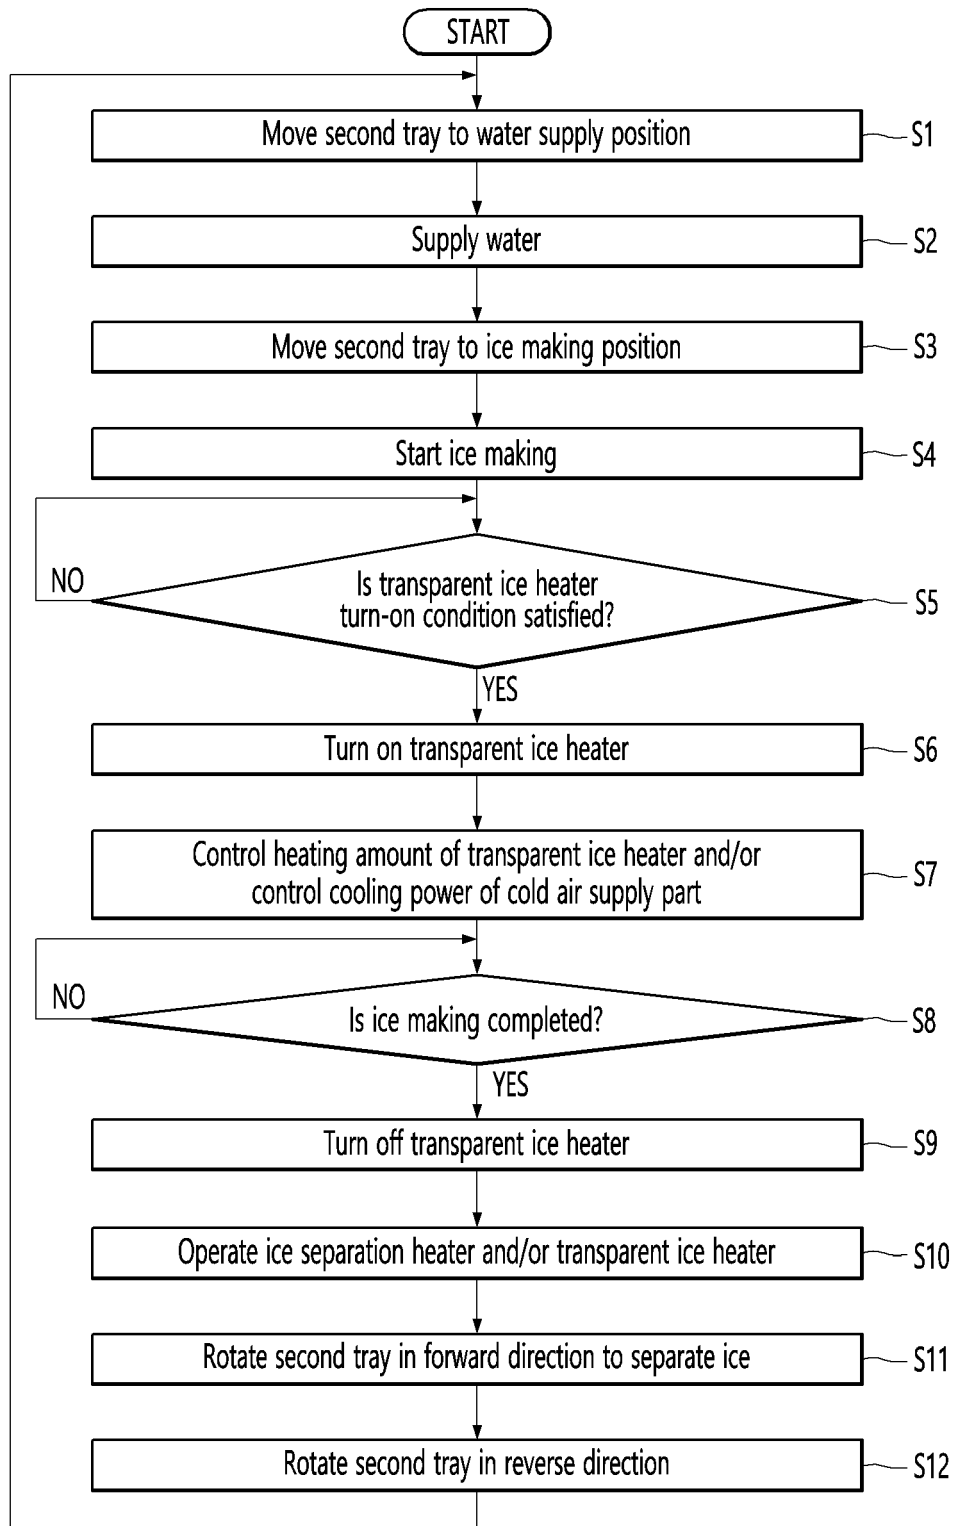 START
Move second tray to water supply position
S1
Supply water
S2
Move second tray to ice making position
S3
Start ice making
S4
NO
Is transparent ice heater
turn-on condition satisfied?
S5
YES
Turn on transparent ice heater
S6
Control heating amount of transparent ice heater and/or
control cooling power of cold air supply part
S7
NO
Is ice making completed?
S8
YES
Turn off transparent ice heater
S9
Operate ice separation heater and/or transparent ice heater
S10
Rotate second tray in forward direction to separate ice
S11
Rotate second tray in reverse direction
S12